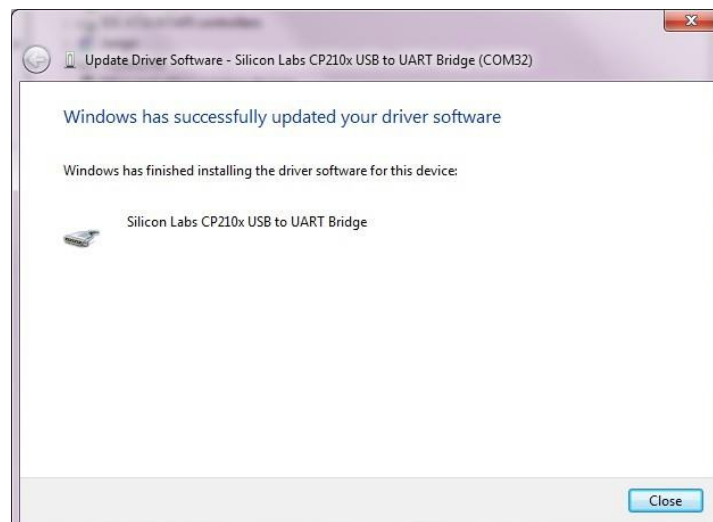 Update Driver Software - Silicon Labs CP210x USB to UART Bridge (COM32)
Windows has successfully updated your driver software
Windows has finished installing the driver software for this device:
Silicon Labs CP210x USB to UART Bridge
Close